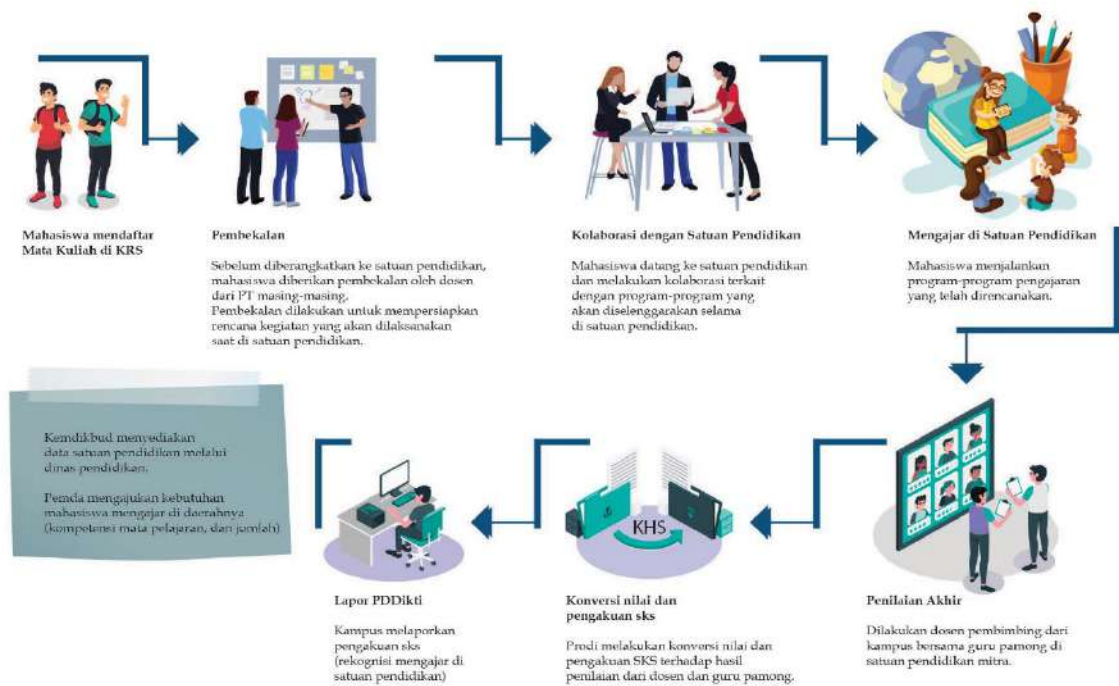 Mahasiswa mendaftar
Mata Kuliah di KRS
Pembekalan
Sebelum diberangkatkan ke satuan pendidikan,
mahasiswa diberikan pembekalan oleh dosen
dari PT masing-masing.
Pembekalan dilakukan untuk mempersiapkan
rencana kegiatan yang akan dilaksanakan
saat di satuan pendidikan.
Kolaborasi dengan Satuan Pendidikan
Mahasiswa datang ke satuan pendidikan
dan melakukan kolaborasi terkait
dengan program-program yang
akan diselenggarakan selama
di satuan pendidikan.
Mengajar di Satuan Pendidikan
Mahasiswa menjalankan
program-program pengajaran
yang telah direncanakan.
Kemdikbud menyediakan
data satuan pendidikan melalui
dinas pendidikan.
Pemda mengajukan kebutuhan
mahasiswa mengajar di daerahnya
(kompetensi mata pelajaran, dan jumlah)
Lapor PDDikti
Kampus melaporkan
pengakuan sks
(rekognisi mengajar di
satuan pendidikan)
KHS
Konversi nilai dan
pengakuan sks
Prodi melakukan konversi nilai dan
pengakuan SKS terhadap hasil
penilaian dari dosen dan guru pamong.
Penilaian Akhir
Dilakukan dosen pembimbing dari
kampus bersama guru pamong di
satuan pendidikan mitra.